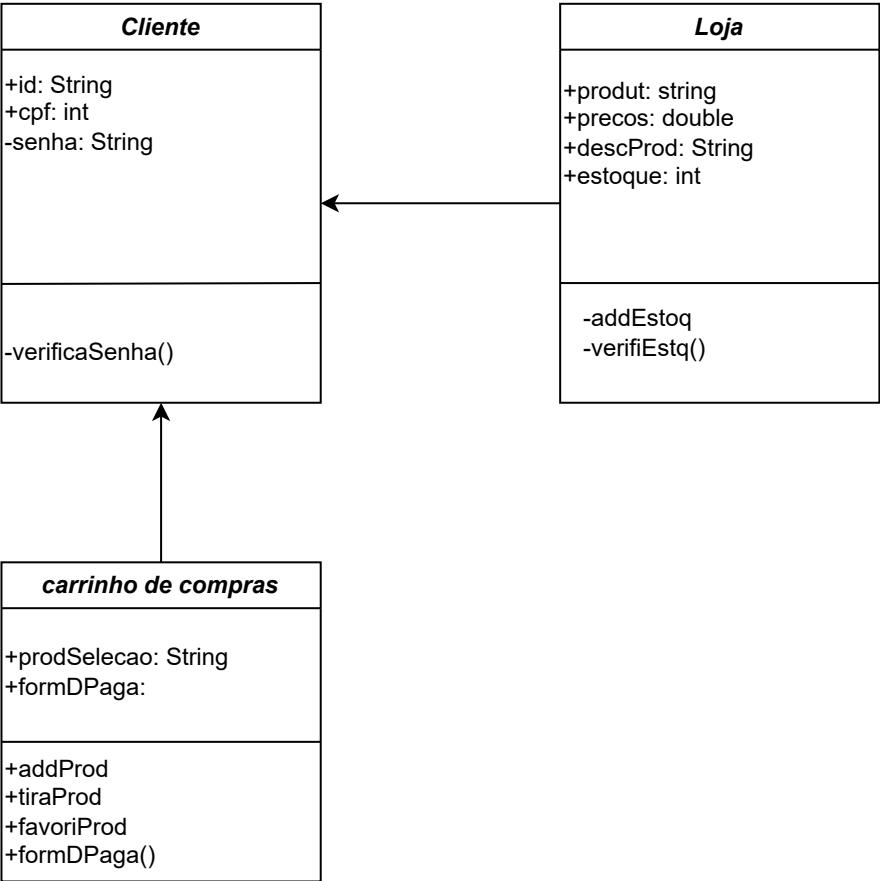 Cliente
+id: String
+cpf: int
-senha: String
-verificaSenha()
Loja
+produt: string
+precos: double
+descProd: String
+estoque: int
-addEstoq
-verifiEstq()
carrinho de compras
+prodSelecao: String
+formDPaga:
+addProd
+tiraProd
+favoriProd
+formDPaga()